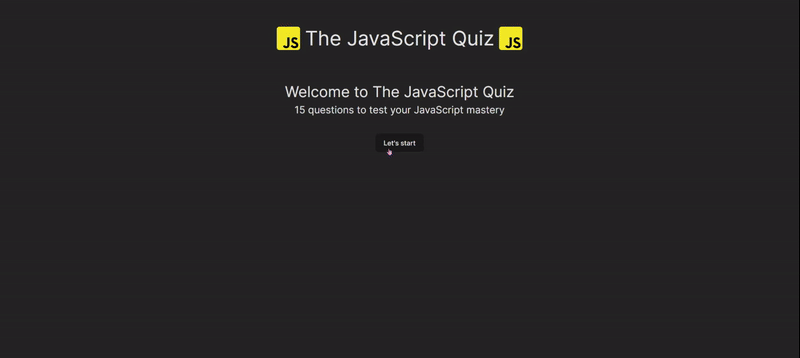 JS The JavaScript Quiz JS
Welcome to The JavaScript Quiz
15 questions to test your JavaScript mastery
Let's start